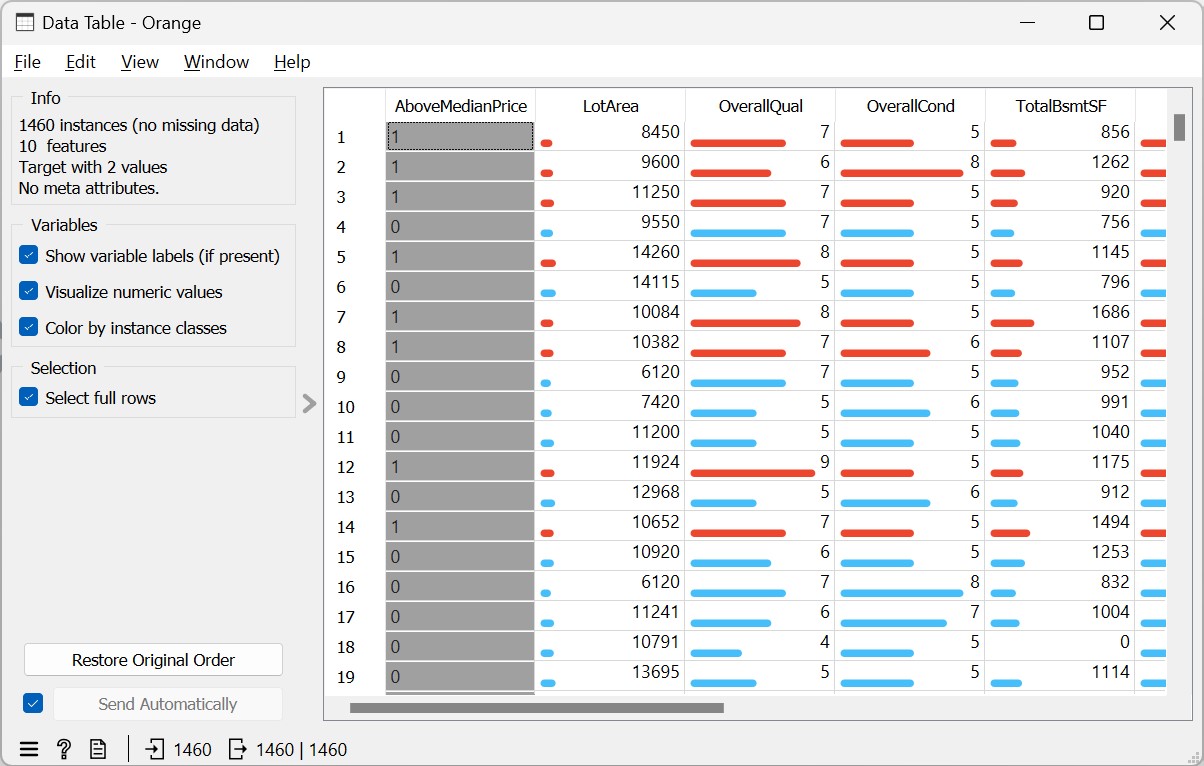 Data Table - Orange
File Edit View Window Help
Info
1460 instances (no missing data)
10 features
Target with 2 values
No meta attributes.
Variables
Show variable labels (if present)
Visualize numeric values
Color by instance classes
Selection
Select full rows
Restore Original Order
Send Automatically
AboveMedianPrice LotArea OverallQual OverallCond TotalBsmtSF
1 1 8450 7 5 856
2 1 9600 6 8 1262
3 1 11250 7 5 920
4 0 9550 7 5 756
5 1 14260 8 5 1145
6 0 14115 5 5 796
7 1 10084 8 5 1686
8 1 10382 7 6 1107
9 0 6120 7 5 952
10 0 7420 5 6 991
11 0 11200 5 5 1040
12 1 11924 9 5 1175
13 0 12968 5 6 912
14 1 10652 7 5 1494
15 0 10920 6 5 1253
16 0 6120 7 8 832
17 0 11241 6 7 1004
18 0 10791 4 5 0
19 0 13695 5 5 1114
? 1460 1460 | 1460